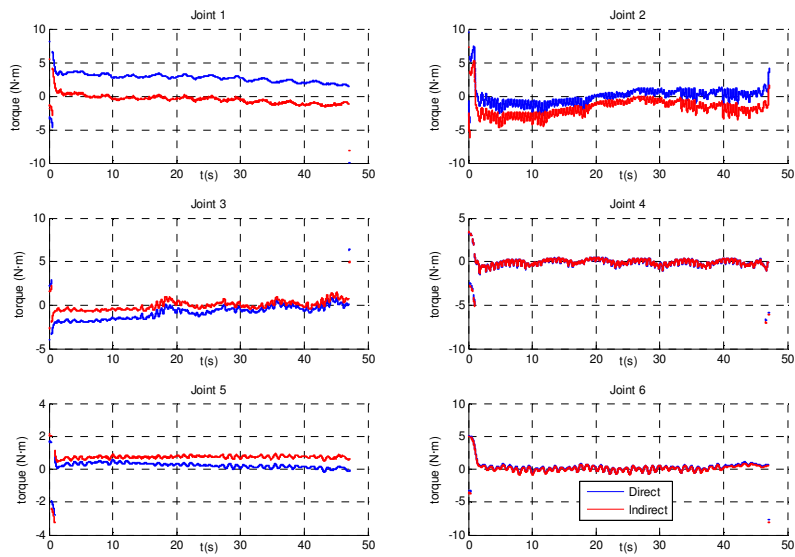 Joint 1
10
5
0
-5
-10
torque (N·m)
0 10 20 30 40 50
t(s)
Joint 2
10
5
0
-5
-10
torque (N·m)
0 10 20 30 40 50
t(s)
Joint 3
10
5
0
-5
torque (N·m)
0 10 20 30 40 50
t(s)
Joint 4
5
0
-5
-10
torque (N·m)
0 10 20 30 40 50
t(s)
Joint 5
4
2
0
-2
-4
torque (N·m)
0 10 20 30 40 50
t(s)
Joint 6
10
5
0
-5
-10
torque (N·m)
0 10 20 30 40 50
t(s)
Direct
Indirect